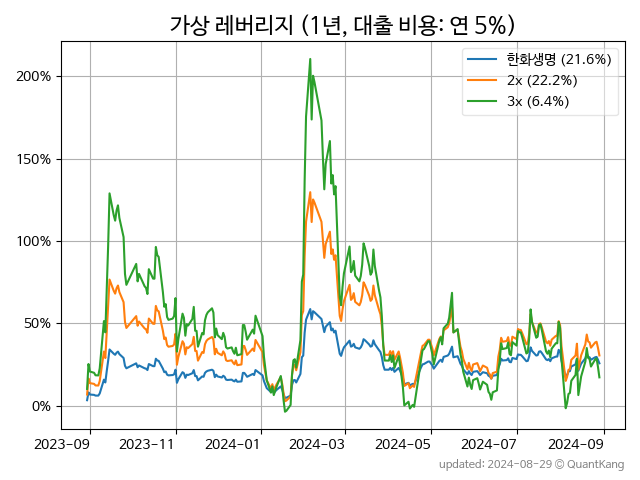 가상 레버리지 (1년, 대출 비용: 연 5%)
한화생명 (21.6%)
2x (22.2%)
3x (6.4%)
200%
150%
100%
50%
0%
2023-09 2023-11 2024-01 2024-03 2024-05 2024-07 2024-09
updated: 2024-08-29 © QuantKang